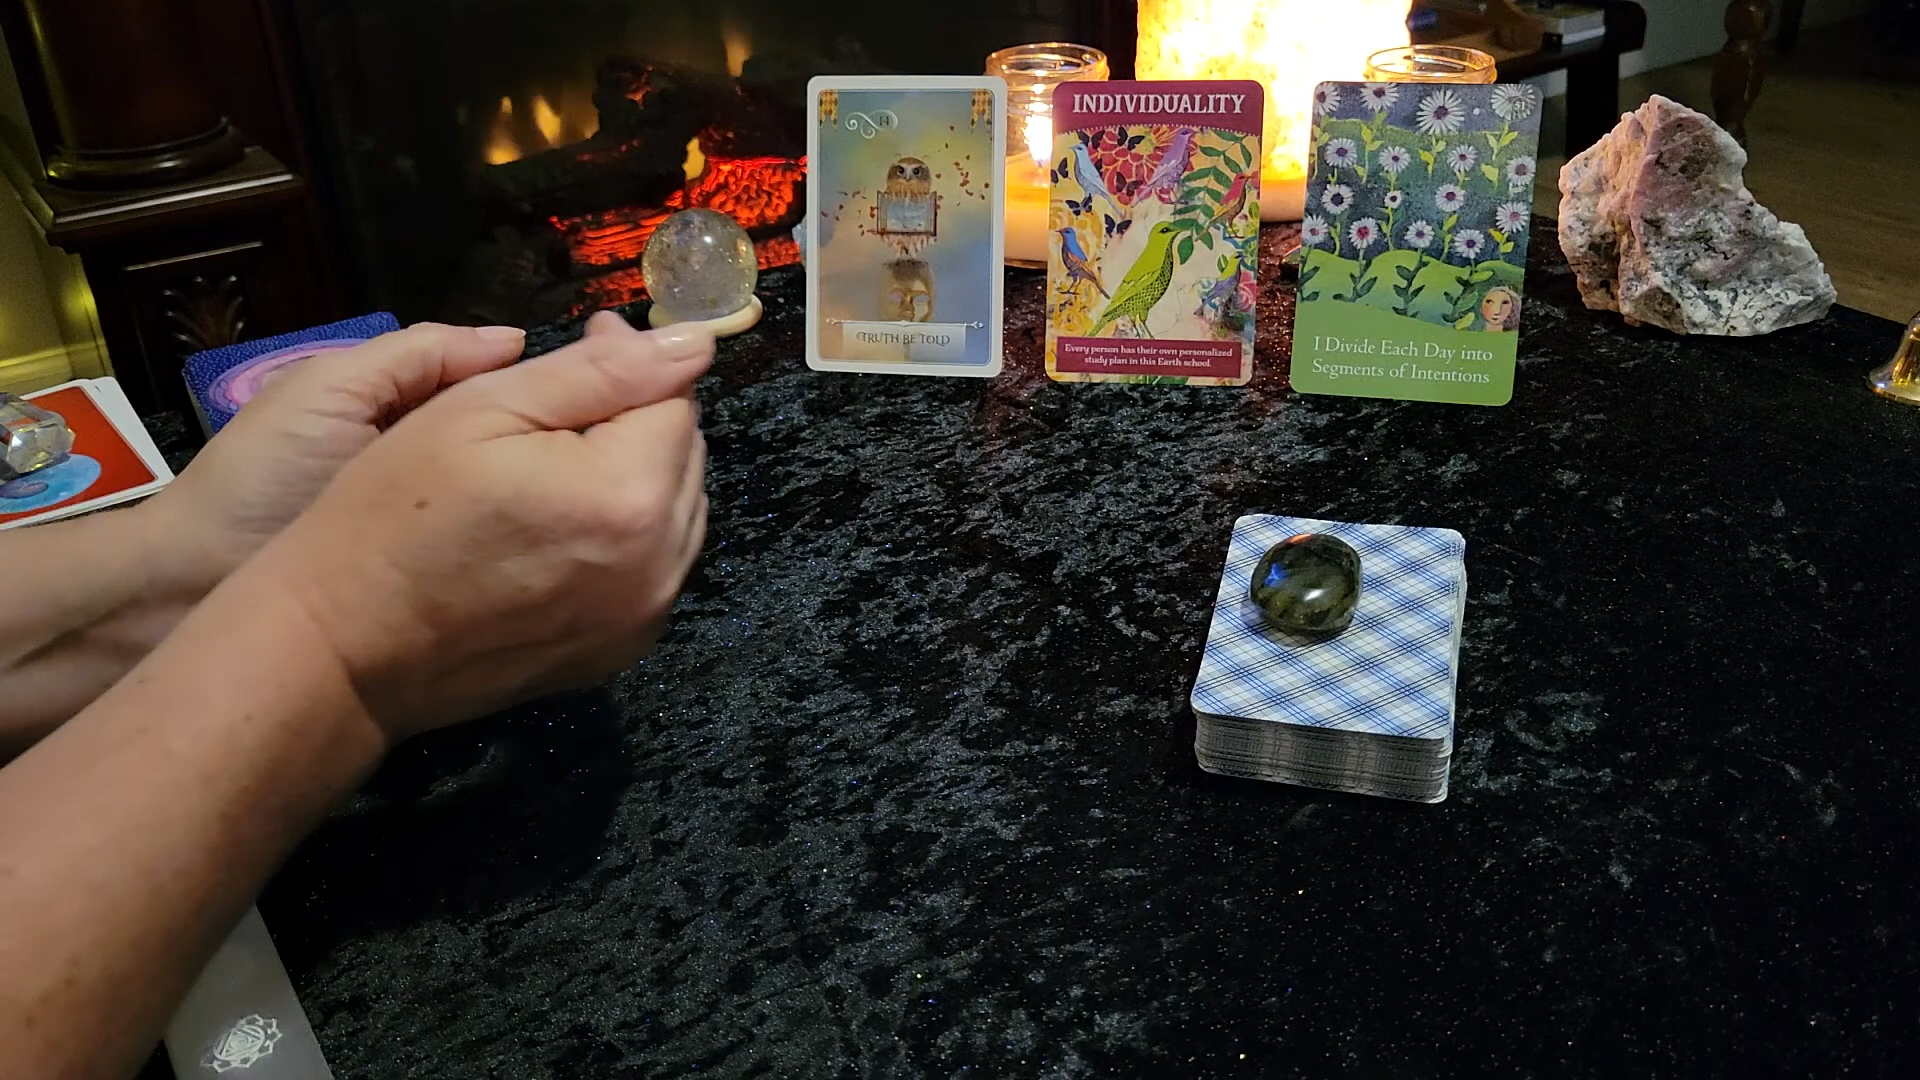 14
TRUTH BE TOLD
INDIVIDUALITY
Every person has their own personalized
study plan in this Earth school.
51
I Divide Each Day into
Segments of Intentions